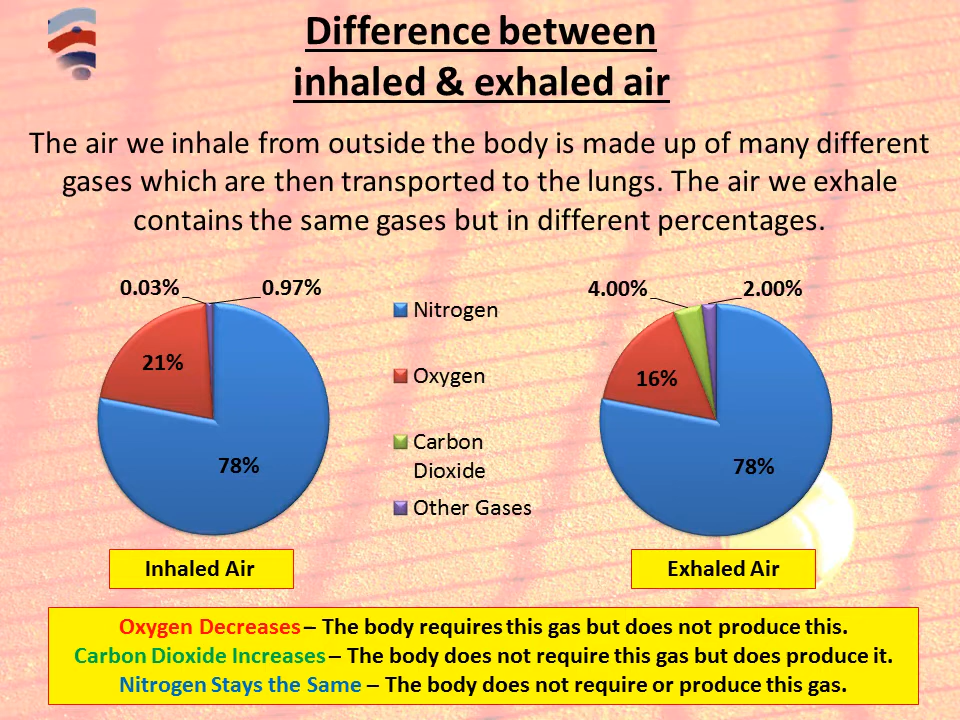 Difference between
inhaled & exhaled air
The air we inhale from outside the body is made up of many different
gases which are then transported to the lungs. The air we exhale
contains the same gases but in different percentages.
0.03%
0.97%
21%
78%
Nitrogen
Oxygen
Carbon
Dioxide
Other Gases
4.00%
2.00%
16%
78%
Inhaled Air
Exhaled Air
Oxygen Decreases – The body requires this gas but does not produce this.
Carbon Dioxide Increases – The body does not require this gas but does produce it.
Nitrogen Stays the Same – The body does not require or produce this gas.